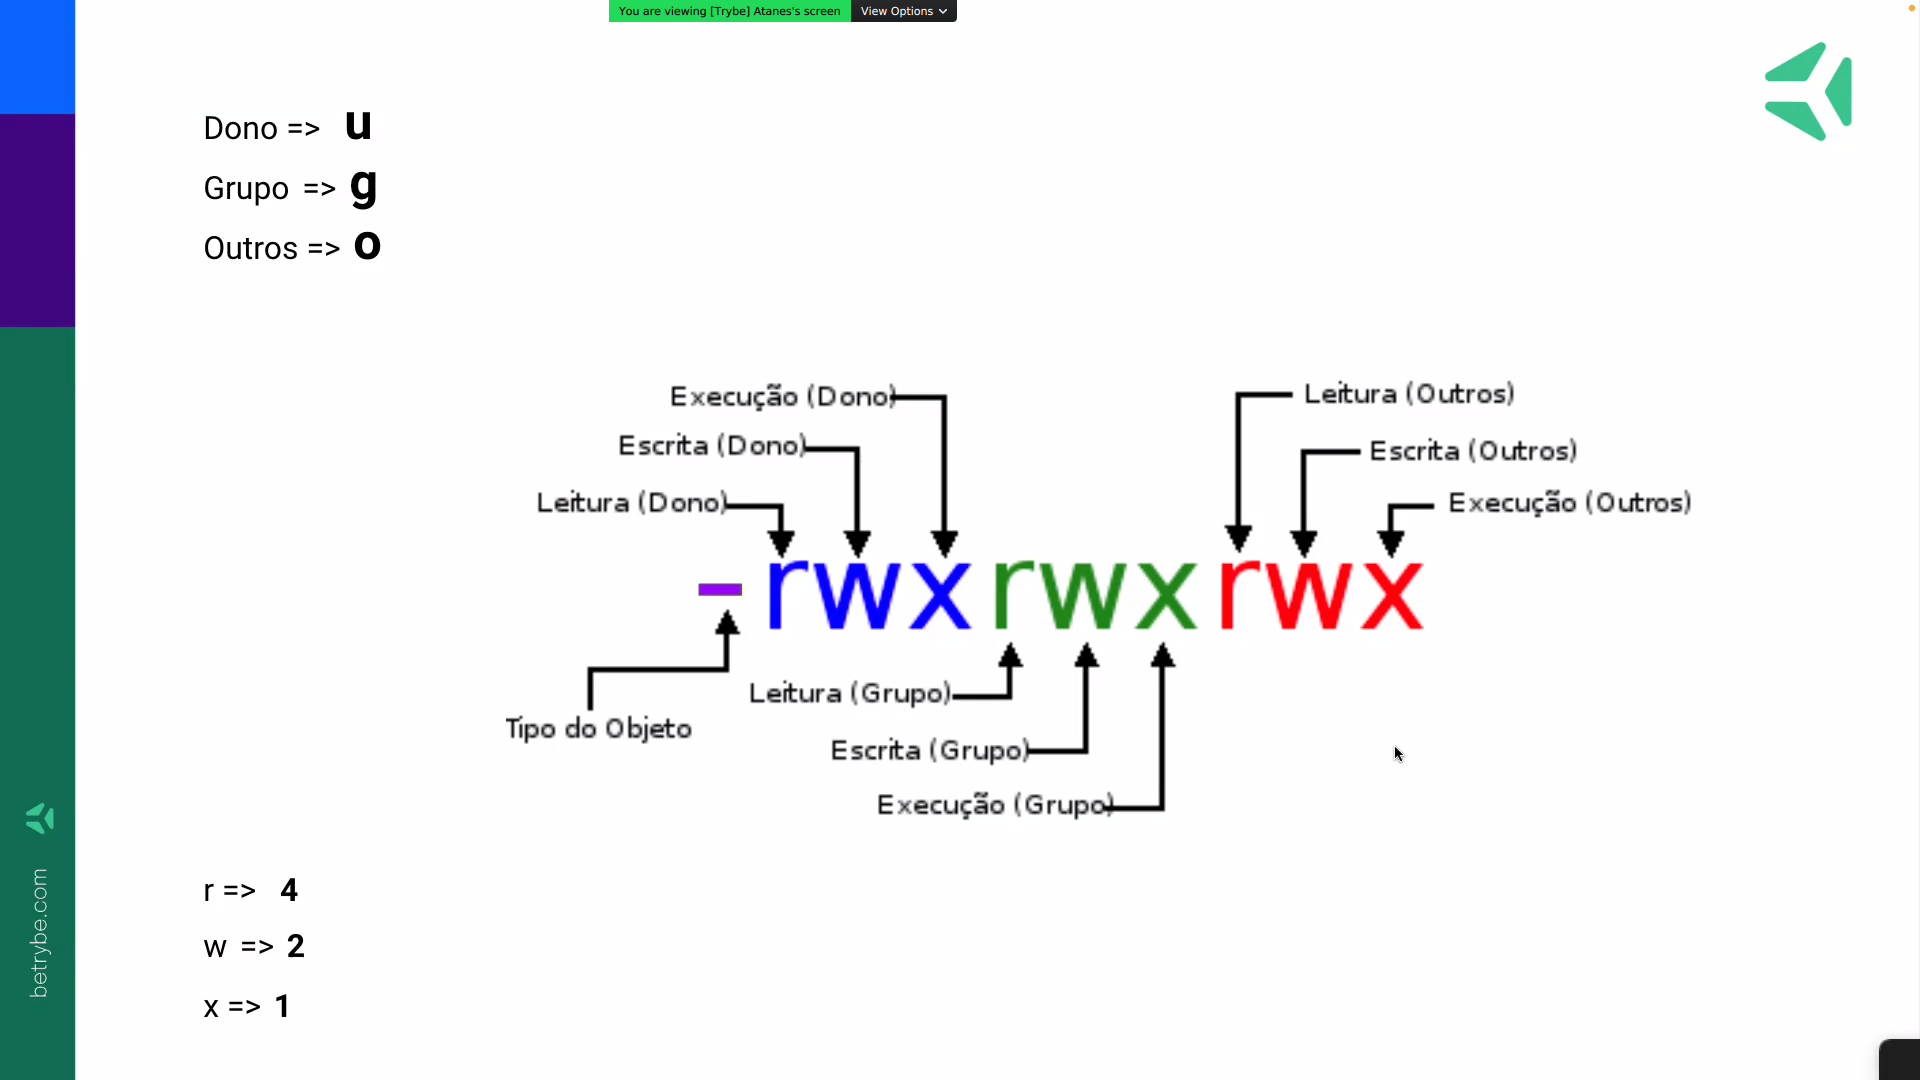 You are viewing [Trybe] Atanes's screen View Options
Dono => u
Grupo => g
Outros => o
Execução (Dono)
Escrita (Dono)
Leitura (Dono)
Leitura (Outros)
Escrita (Outros)
Execução (Outros)
- rwx rwx rwx
Tipo do Objeto
Leitura (Grupo)
Escrita (Grupo)
Execução (Grupo)
r => 4
w => 2
x => 1
betrybe.com